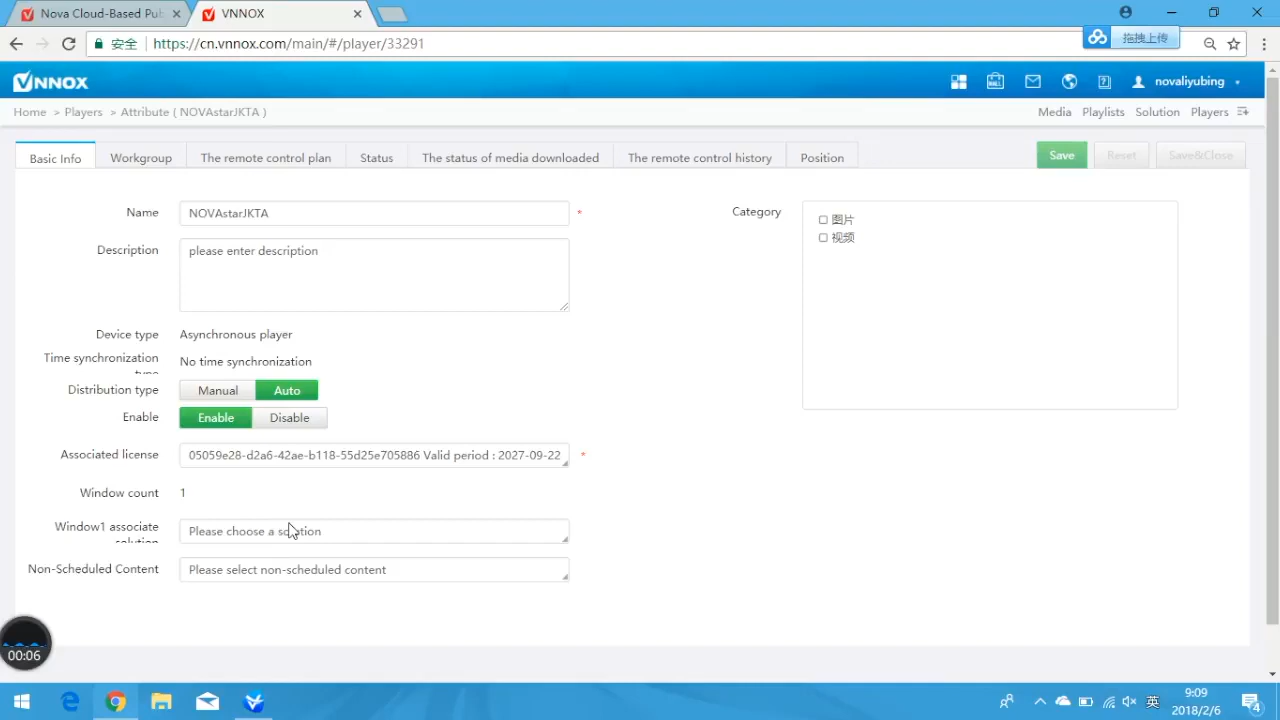 Nova Cloud-Based Pub
VNNOX
安全
https://cn.vnnox.com/main/#/player/33291
拖拽上传
VNNOX
novaliyubing
Home > Players > Attribute ( NOVAstarJKTA )
Media Playlists Solution Players
Basic Info Workgroup The remote control plan Status The status of media downloaded The remote control history Position
Save Reset Save&Close
Name NOVAstarJKTA *
Category
图片
视频
Description please enter description
Device type Asynchronous player
Time synchronization No time synchronization
Distribution type Manual Auto
Enable Enable Disable
Associated license 05059e28-d2a6-42ae-b118-55d25e705886 Valid period : 2027-09-22 *
Window count 1
Window1 associate Please choose a solution
Non-Scheduled Content Please select non-scheduled content
00:06
英
9:09
2018/2/6
4